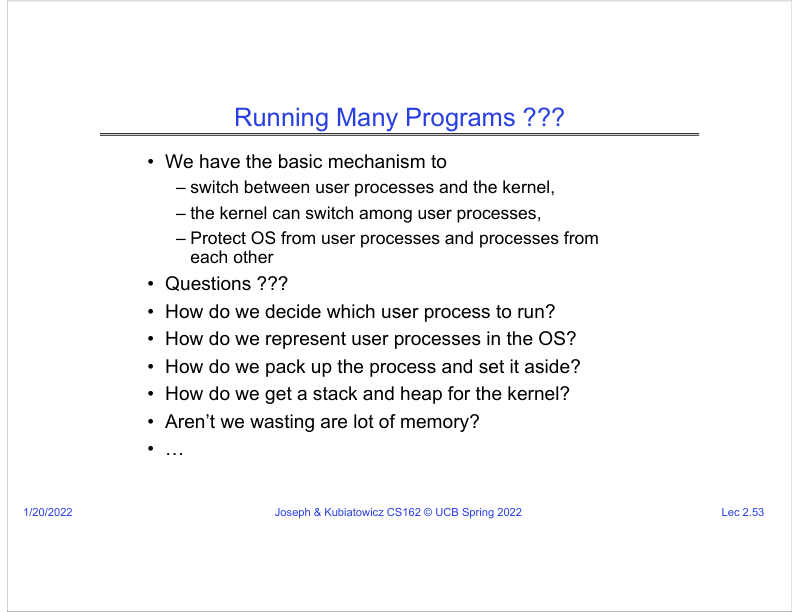 Running Many Programs ???
• We have the basic mechanism to
– switch between user processes and the kernel,
– the kernel can switch among user processes,
– Protect OS from user processes and processes from
each other
• Questions ???
• How do we decide which user process to run?
• How do we represent user processes in the OS?
• How do we pack up the process and set it aside?
• How do we get a stack and heap for the kernel?
• Aren’t we wasting are lot of memory?
• …
1/20/2022
Joseph & Kubiatowicz CS162 © UCB Spring 2022
Lec 2.53